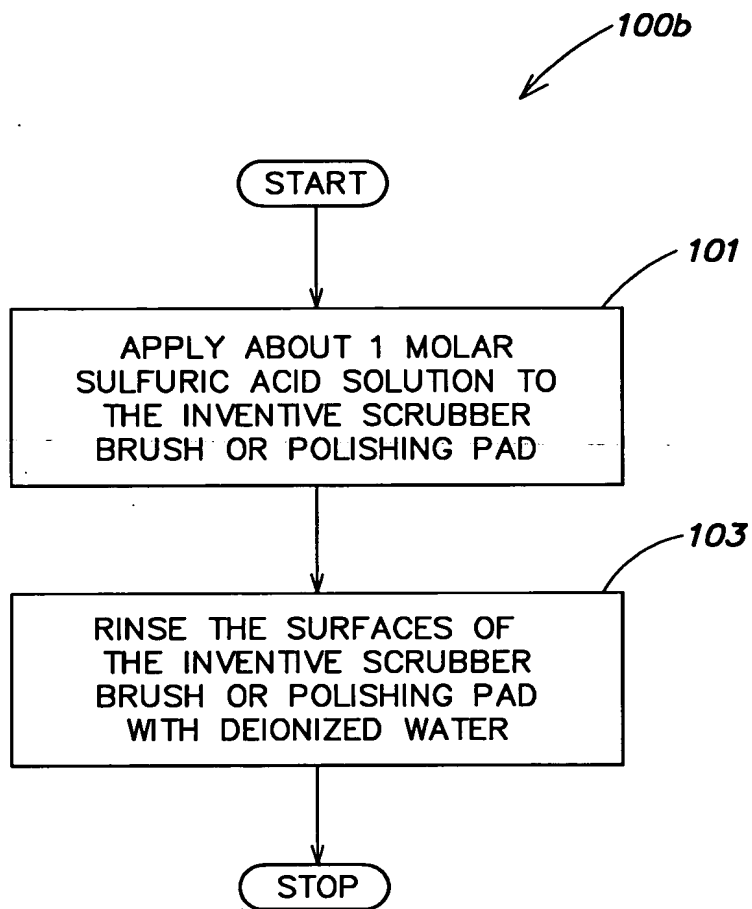 100b
START
101
APPLY ABOUT 1 MOLAR
SULFURIC ACID SOLUTION TO
THE INVENTIVE SCRUBBER
BRUSH OR POLISHING PAD
103
RINSE THE SURFACES OF
THE INVENTIVE SCRUBBER
BRUSH OR POLISHING PAD
WITH DEIONIZED WATER
STOP